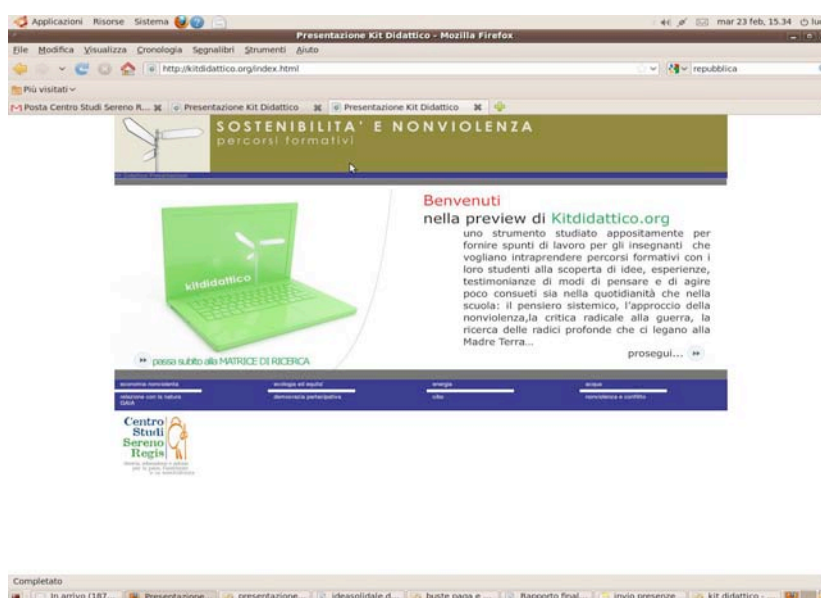 Applicazioni Risorse Sistema
mar 23 feb, 15.34
Presentazione Kit Didattico - Mozilla Firefox
File Modifica Visualizza Cronologia Segnalibri Strumenti Aiuto
http://kitdidattico.org/index.html
repubblica
Più visitati
Posta Centro Studi Sereno R... Presentazione Kit Didattico Presentazione Kit Didattico
SOSTENIBILITA' E NONVIOLENZA
percorsi formativi
kitdidattico
passa subito alla MATRICE DI RICERCA
Benvenuti
nella preview di Kitdidattico.org
uno strumento studiato appositamente per
fornire spunti di lavoro per gli insegnanti che
vogliano intraprendere percorsi formativi con i
loro studenti alla scoperta di idee, esperienze,
testimonianze di modi di pensare e di agire
poco consueti sia nella quotidianità che nella
scuola: il pensiero sistemico, l'approccio della
nonviolenza,la critica radicale alla guerra, la
ricerca delle radici profonde che ci legano alla
Madre Terra...
prosegui...
economia nonviolenta ecologia ed equita' energia acqua
relazione con la natura democrazia partecipativa cibo nonviolenza e conflitto
GAIA
Centro
Studi
Sereno
Regis
Completato
In arrivo (187... Presentazione... presentazione... ideasolidale.d... buste paga e ... Rapporto final... invio presenze... kit didattico -...